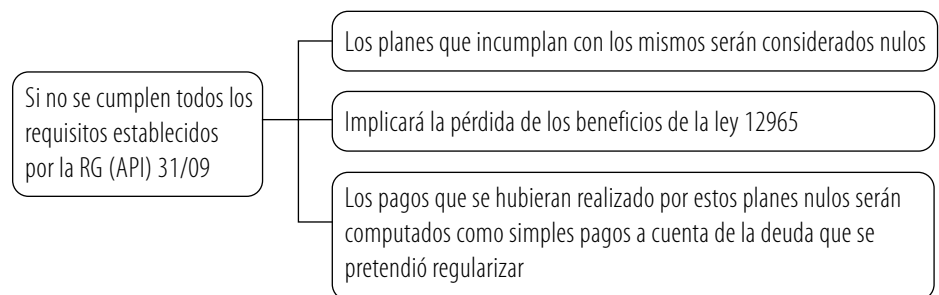 Si no se cumplen todos los
requisitos establecidos
por la RG (API) 31/09
Los planes que incumplan con los mismos serán considerados nulos
Implicará la pérdida de los beneficios de la ley 12965
Los pagos que se hubieran realizado por estos planes nulos serán
computados como simples pagos a cuenta de la deuda que se
pretendió regularizar